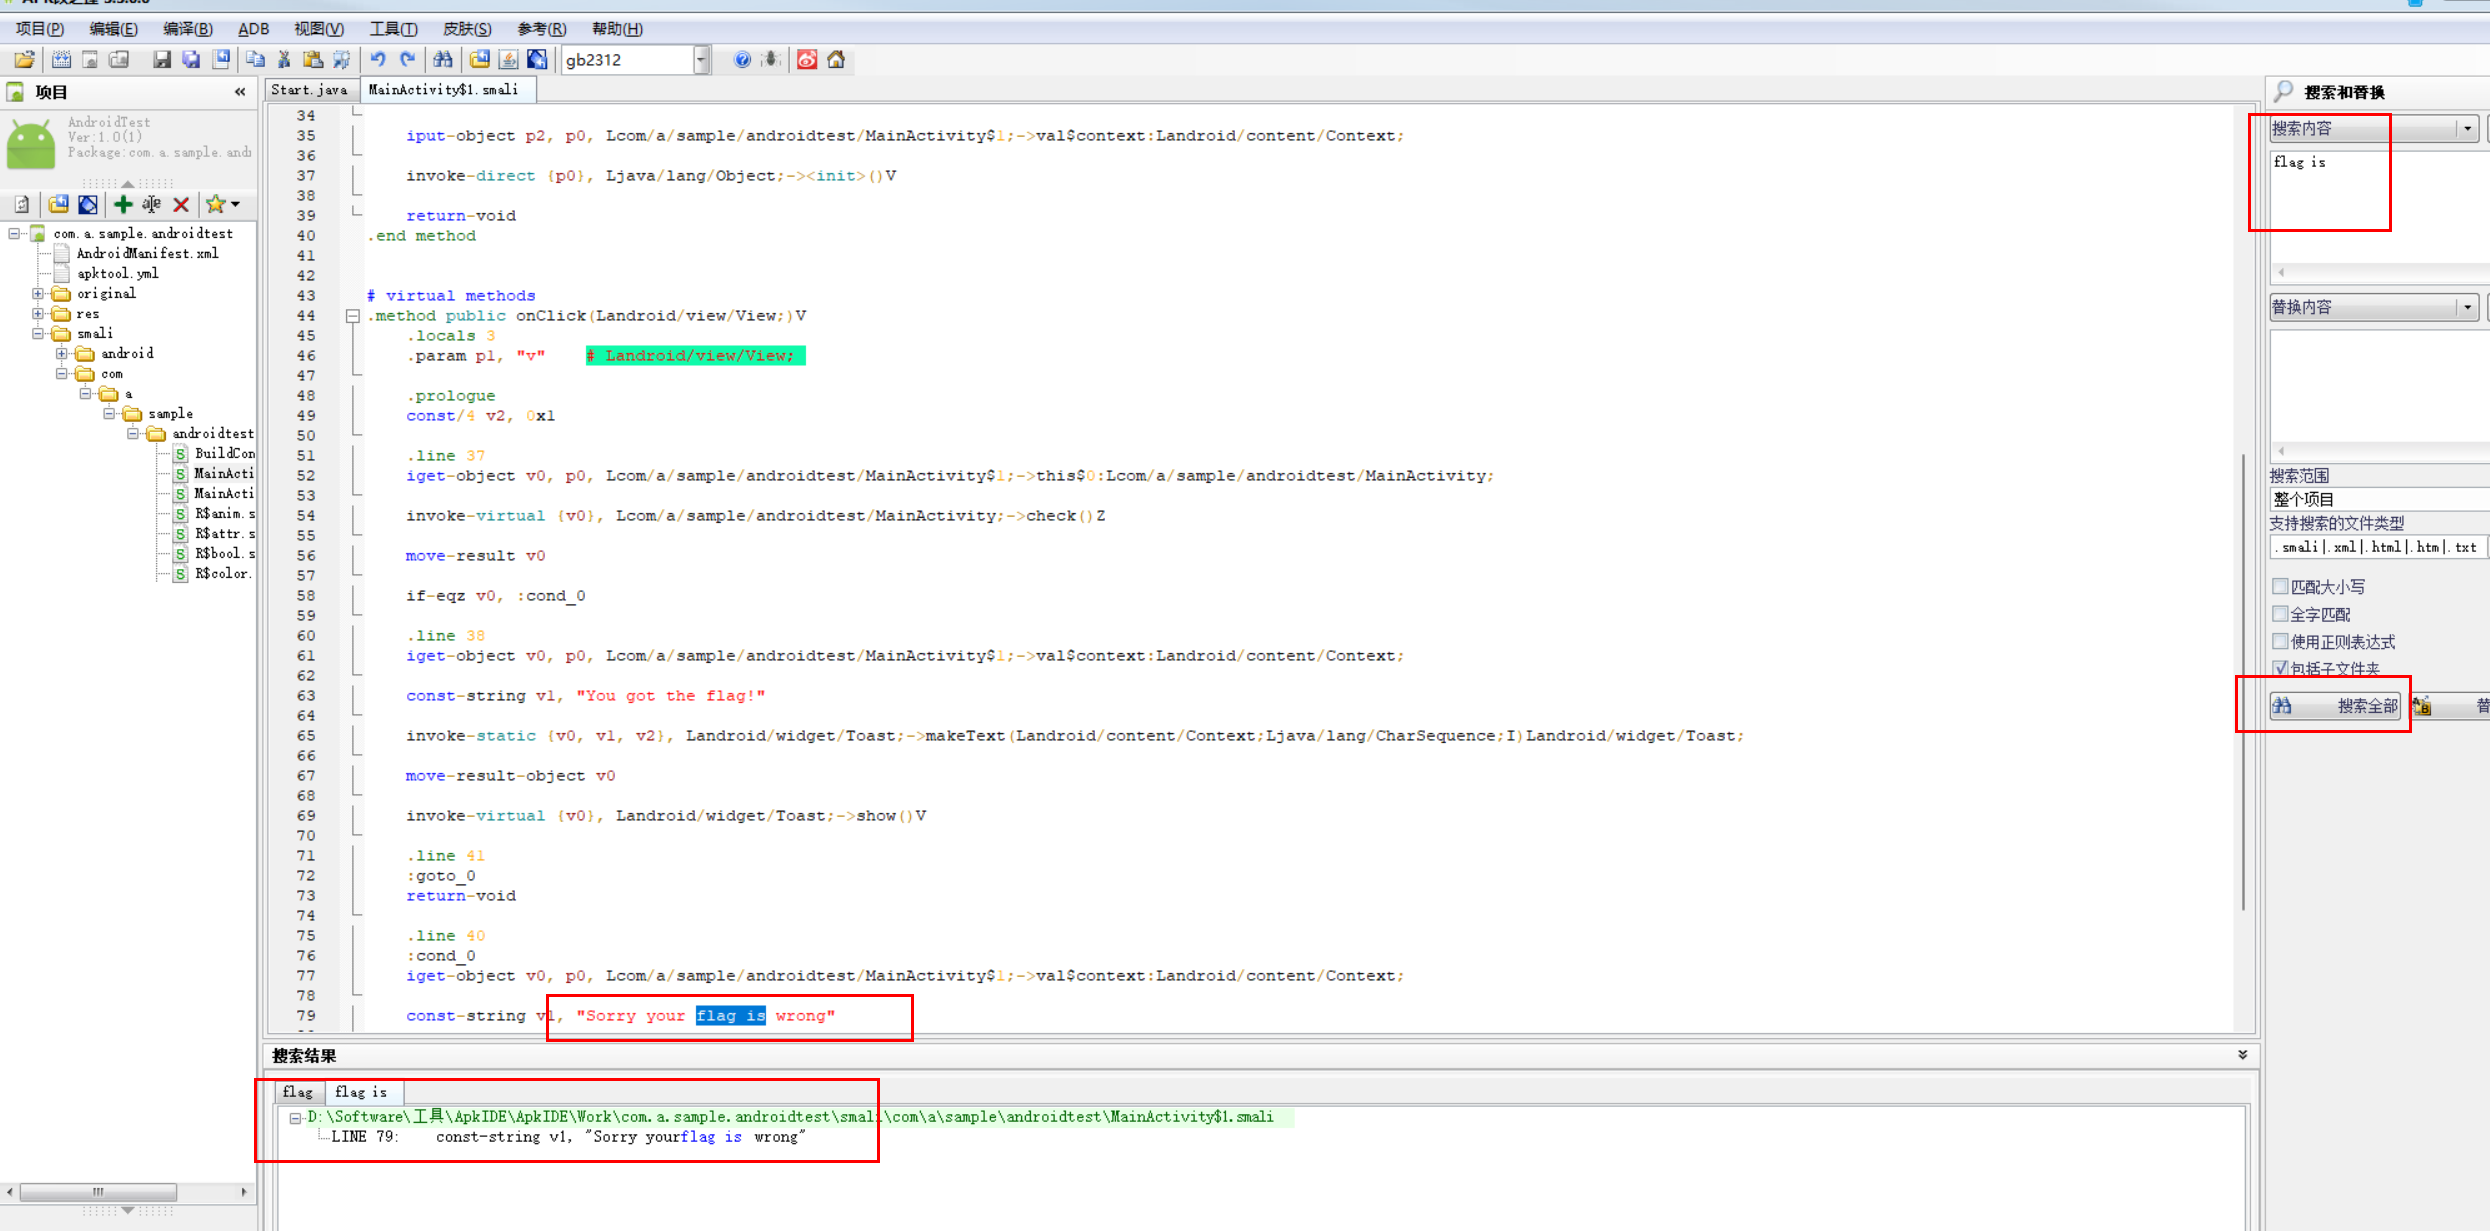 项目(P) 编辑(E) 编译(B) ADB 视图(V) 工具(T) 皮肤(S) 参考(R) 帮助(H)
gb2312
项目 «
AndroidTest
Ver:1.0(1)
Package:com.a.sample.andi
com.a.sample.androidtest
AndroidManifest.xml
apktool.yml
original
res
smali
android
com
a
sample
androidtest
BuildCon
MainActi
MainActi
R$anim.s
R$attr.s
R$bool.s
R$color.
Start.java MainActivity$1.smali
34
35 iput-object p2, p0, Lcom/a/sample/androidtest/MainActivity$1;->val$context:Landroid/content/Context;
36
37 invoke-direct {p0}, Ljava/lang/Object;-><init>()V
38
39 return-void
40 .end method
41
42
43 # virtual methods
44 .method public onClick(Landroid/view/View;)V
45 .locals 3
46 .param p1, "v" # Landroid/view/View;
47
48 .prologue
49 const/4 v2, 0x1
50
51 .line 37
52 iget-object v0, p0, Lcom/a/sample/androidtest/MainActivity$1;->this$0:Lcom/a/sample/androidtest/MainActivity;
53
54 invoke-virtual {v0}, Lcom/a/sample/androidtest/MainActivity;->check()Z
55
56 move-result v0
57
58 if-eqz v0, :cond_0
59
60 .line 38
61 iget-object v0, p0, Lcom/a/sample/androidtest/MainActivity$1;->val$context:Landroid/content/Context;
62
63 const-string v1, "You got the flag!"
64
65 invoke-static {v0, v1, v2}, Landroid/widget/Toast;->makeText(Landroid/content/Context;Ljava/lang/CharSequence;I)Landroid/widget/Toast;
66
67 move-result-object v0
68
69 invoke-virtual {v0}, Landroid/widget/Toast;->show()V
70
71 .line 41
72 :goto_0
73 return-void
74
75 .line 40
76 :cond_0
77 iget-object v0, p0, Lcom/a/sample/androidtest/MainActivity$1;->val$context:Landroid/content/Context;
78
79 const-string v1, "Sorry your flag is wrong"
搜索结果
flag flag is
D:\Software\工具\ApkIDE\ApkIDE\Work\com.a.sample.androidtest\smali\com\a\sample\androidtest\MainActivity$1.smali
LINE 79: const-string v1, "Sorry yourflag is wrong"
搜索和替换
搜索内容
flag is
替换内容
搜索范围
整个项目
支持搜索的文件类型
.smali|.xml|.html|.htm|.txt
匹配大小写
全字匹配
使用正则表达式
包括子文件夹
搜索全部 替